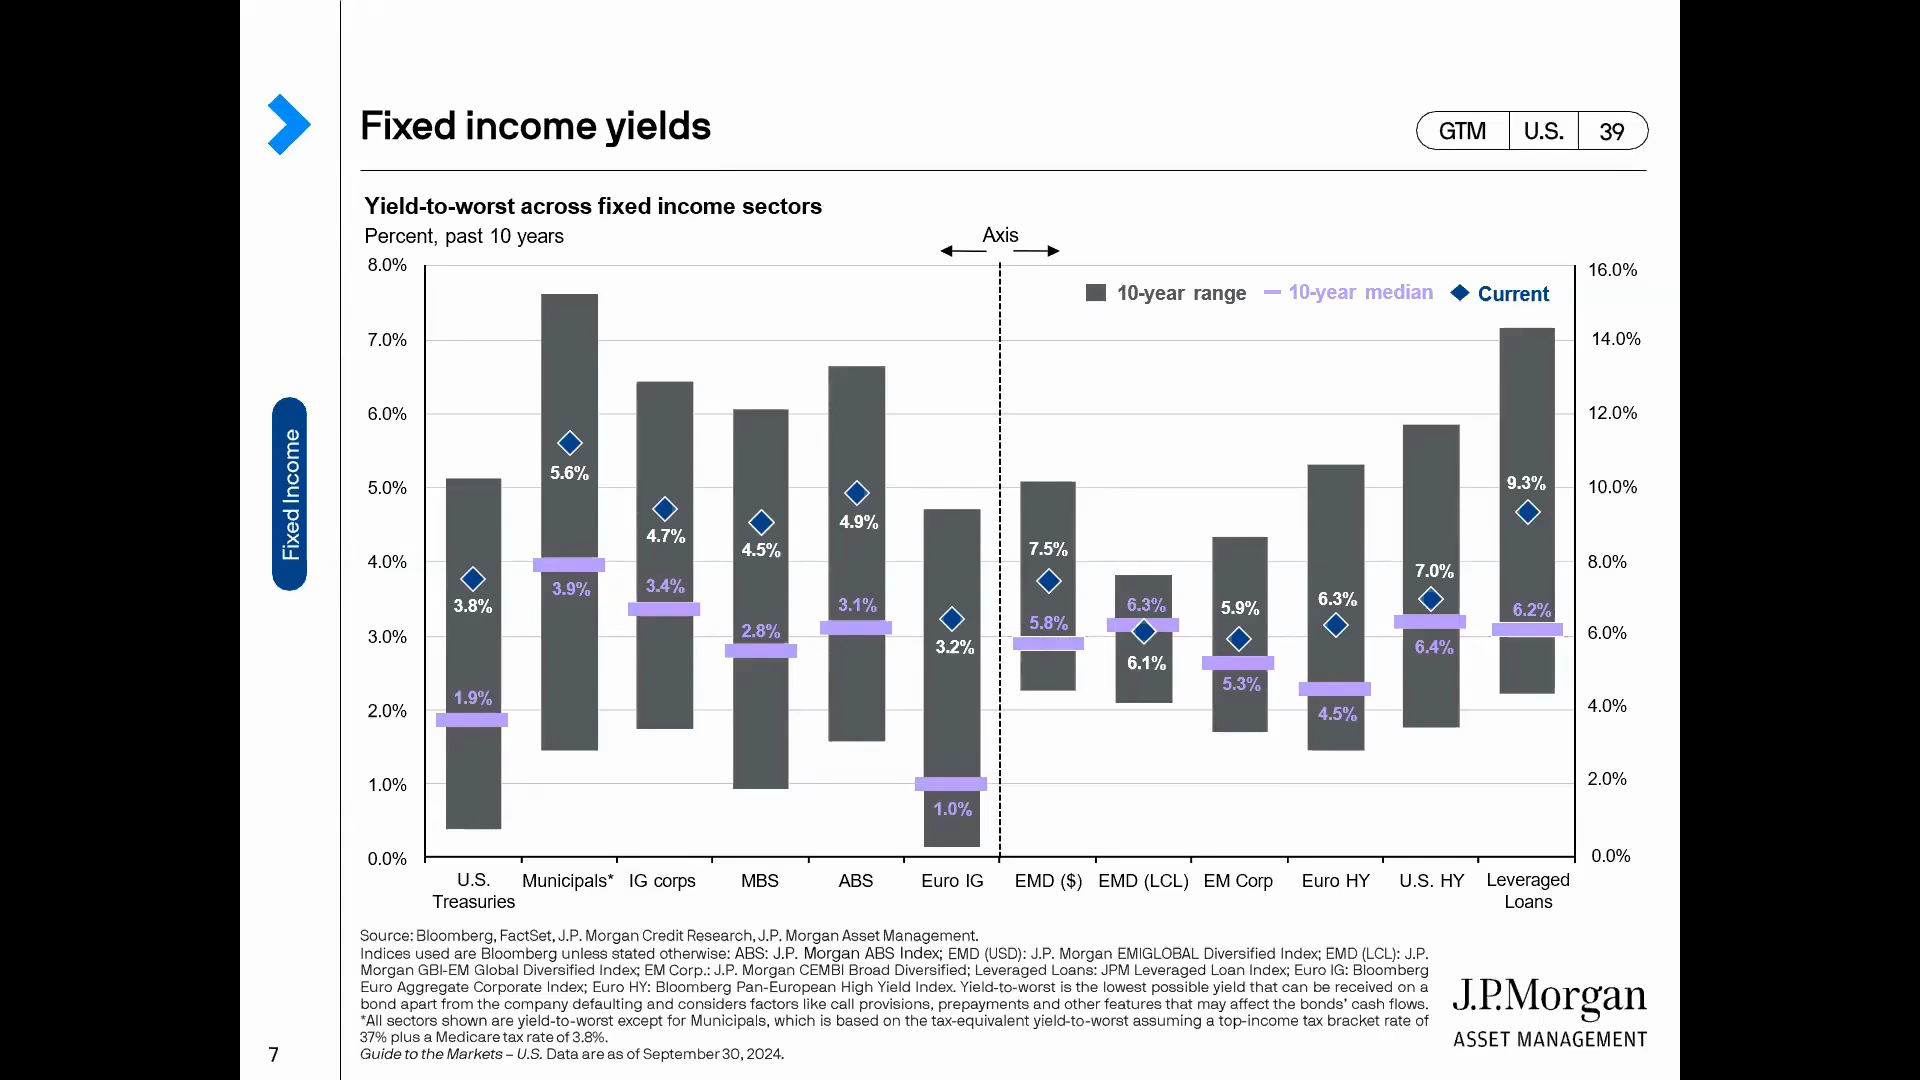 Fixed income yields
GTM U.S. 39
Yield-to-worst across fixed income sectors
Percent, past 10 years
Axis
10-year range 10-year median Current
8.0%
7.0%
6.0%
5.0%
4.0%
3.0%
2.0%
1.0%
0.0%
16.0%
14.0%
12.0%
10.0%
8.0%
6.0%
4.0%
2.0%
0.0%
3.8%
1.9%
5.6%
3.9%
4.7%
3.4%
4.5%
2.8%
4.9%
3.1%
3.2%
1.0%
7.5%
5.8%
6.3%
6.1%
5.9%
5.3%
6.3%
4.5%
7.0%
6.4%
9.3%
6.2%
U.S.
Treasuries
Municipals*
IG corps
MBS
ABS
Euro IG
EMD ($)
EMD (LCL)
EM Corp
Euro HY
U.S. HY
Leveraged
Loans
Fixed Income
Source: Bloomberg, FactSet, J.P. Morgan Credit Research, J.P. Morgan Asset Management.
Indices used are Bloomberg unless stated otherwise: ABS: J.P. Morgan ABS Index; EMD (USD): J.P. Morgan EMIGLOBAL Diversified Index; EMD (LCL): J.P.
Morgan GBI-EM Global Diversified Index; EM Corp.: J.P. Morgan CEMBI Broad Diversified; Leveraged Loans: JPM Leveraged Loan Index; Euro IG: Bloomberg
Euro Aggregate Corporate Index; Euro HY: Bloomberg Pan-European High Yield Index. Yield-to-worst is the lowest possible yield that can be received on a
bond apart from the company defaulting and considers factors like call provisions, prepayments and other features that may affect the bonds' cash flows.
*All sectors shown are yield-to-worst except for Municipals, which is based on the tax-equivalent yield-to-worst assuming a top-income tax bracket rate of
37% plus a Medicare tax rate of 3.8%.
Guide to the Markets – U.S. Data are as of September 30, 2024.
J.P.Morgan
ASSET MANAGEMENT
7